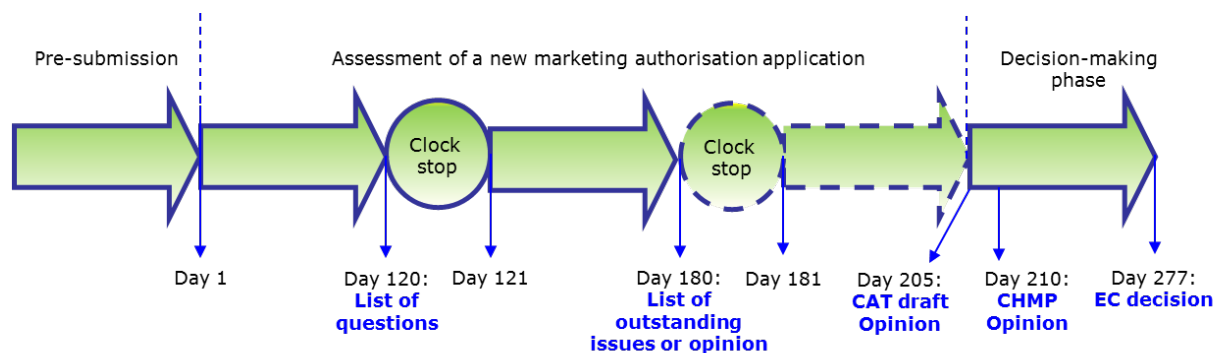 Pre-submission
Assessment of a new marketing authorisation application
Decision-making
phase
Clock
stop
Clock
stop
Day 1
Day 120:
List of
questions
Day 121
Day 180:
List of
outstanding
issues or opinion
Day 181
Day 205:
CAT draft
Opinion
Day 210:
CHMP
Opinion
Day 277:
EC decision